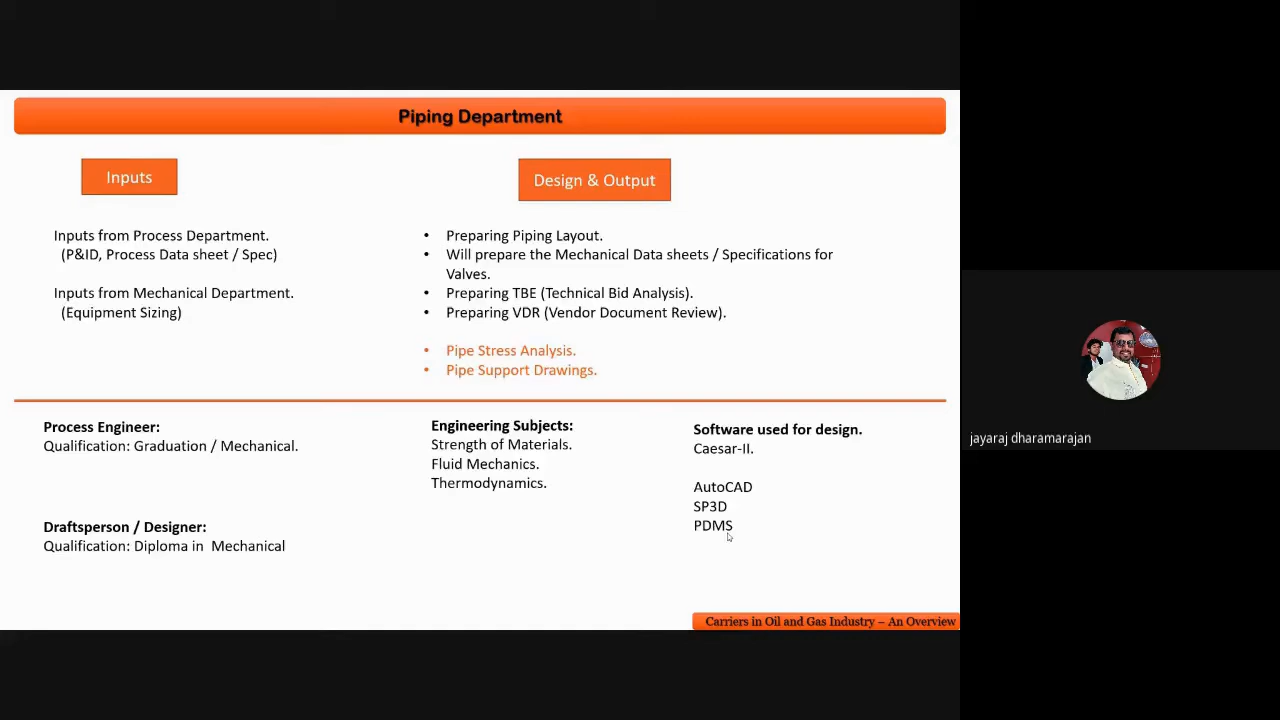 Piping Department
Inputs
Design & Output
Inputs from Process Department.
(P&ID, Process Data sheet / Spec)
Inputs from Mechanical Department.
(Equipment Sizing)
• Preparing Piping Layout.
• Will prepare the Mechanical Data sheets / Specifications for
Valves.
• Preparing TBE (Technical Bid Analysis).
• Preparing VDR (Vendor Document Review).
• Pipe Stress Analysis.
• Pipe Support Drawings.
Process Engineer:
Qualification: Graduation / Mechanical.
Draftsperson / Designer:
Qualification: Diploma in  Mechanical
Engineering Subjects:
Strength of Materials.
Fluid Mechanics.
Thermodynamics.
Software used for design.
Caesar-II.
AutoCAD
SP3D
PDMS
Carriers in Oil and Gas Industry – An Overview
jayaraj dharamarajan